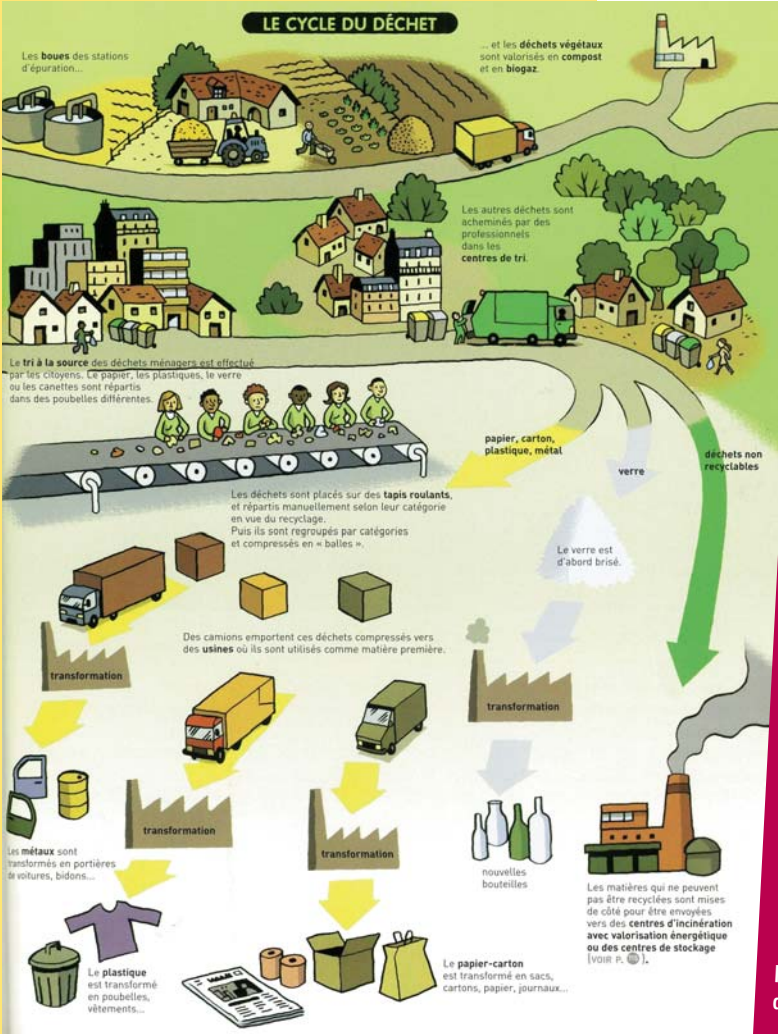 LE CYCLE DU DÉCHET
Les boues des stations
d'épuration...
... et les déchets végétaux
sont valorisés en compost
et en biogaz.
Les autres déchets sont
acheminés par des
professionnels
dans les
centres de tri.
Le tri à la source des déchets ménagers est effectué
par les citoyens. Le papier, les plastiques, le verre
ou les canettes sont répartis
dans des poubelles différentes.
papier, carton,
plastique, métal
verre
déchets non
recyclables
Les déchets sont placés sur des tapis roulants,
et répartis manuellement selon leur catégorie
en vue du recyclage.
Puis ils sont regroupés par catégories
et compressés en « balles ».
Le verre est
d'abord brisé.
Des camions emportent ces déchets compressés vers
des usines où ils sont utilisés comme matière première.
transformation
transformation
transformation
transformation
Les métaux sont
transformés en portières
de voitures, bidons...
nouvelles
bouteilles
Les matières qui ne peuvent
pas être recyclées sont mises
de côté pour être envoyées
vers des centres d'incinération
avec valorisation énergétique
ou des centres de stockage
(VOIR P. ).
Le plastique
est transformé
en poubelles,
vêtements...
Le papier-carton
est transformé en sacs,
cartons, papier, journaux...